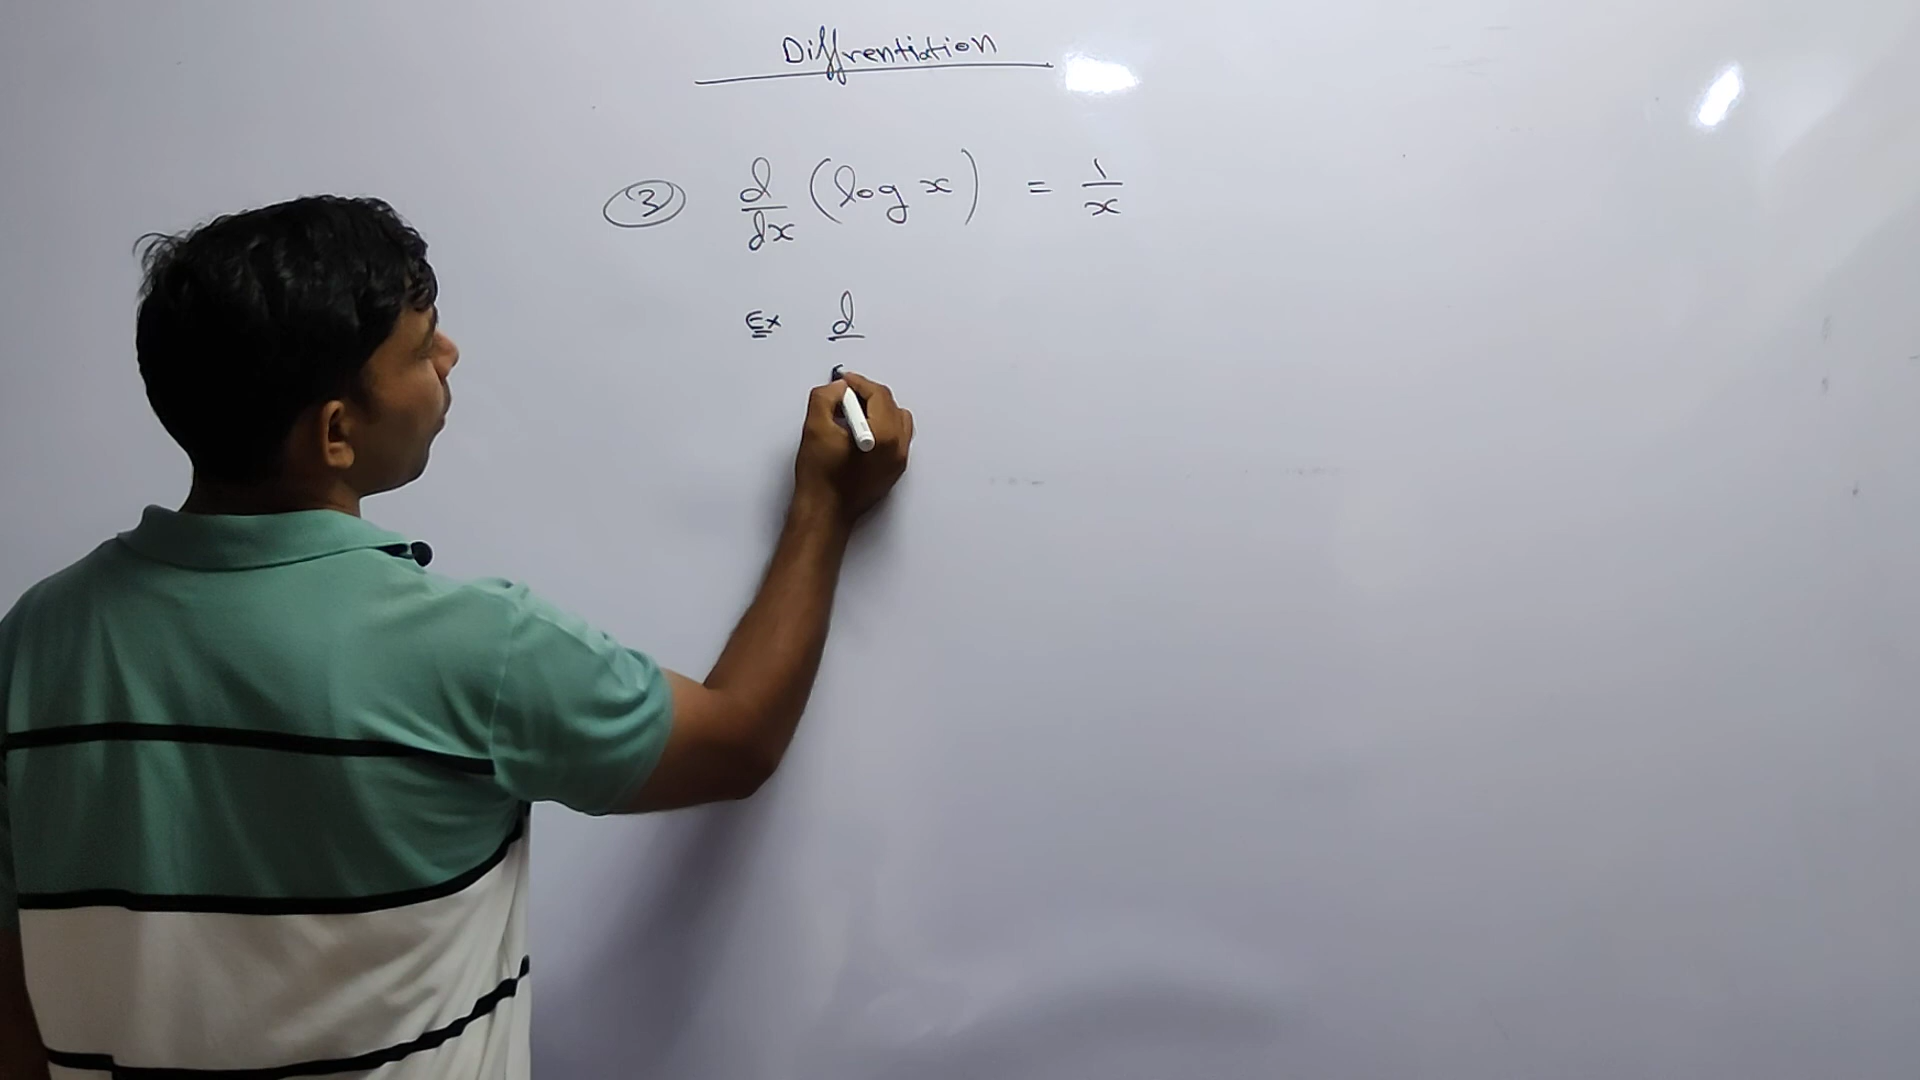 Diffrentiation
③ d/dx (log x) = 1/x
Ex d